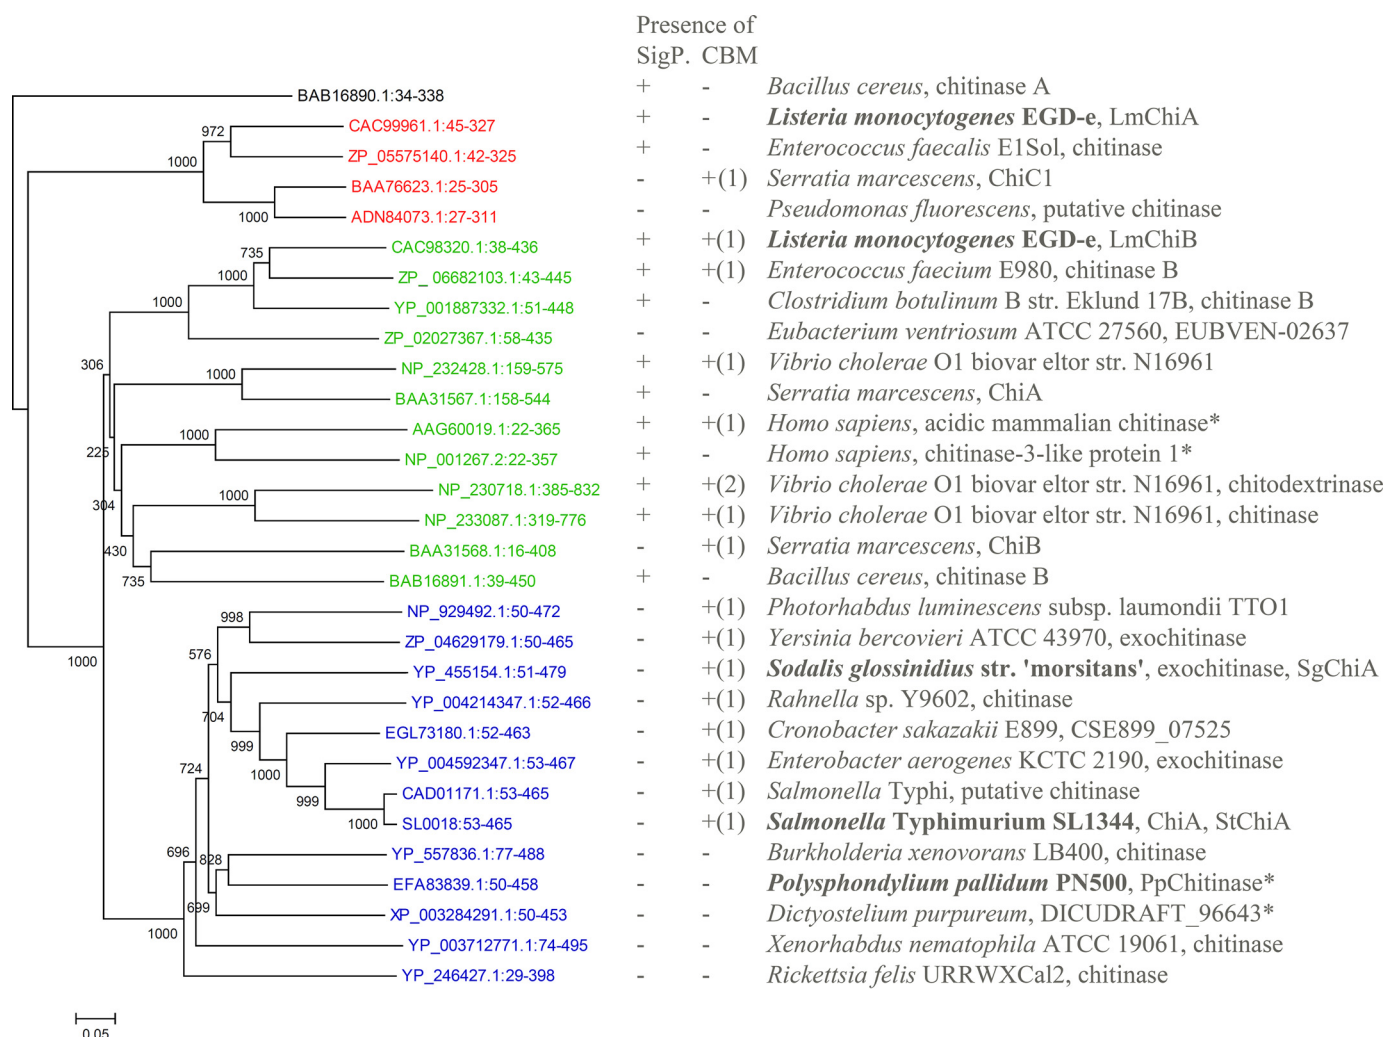 Presence of
SigP. CBM
BAB16890.1:34-338 + - Bacillus cereus, chitinase A
CAC99961.1:45-327 + - Listeria monocytogenes EGD-e, LmChiA
972
ZP_05575140.1:42-325 + - Enterococcus faecalis E1Sol, chitinase
1000
BAA76623.1:25-305 - +(1) Serratia marcescens, ChiC1
1000 ADN84073.1:27-311 - - Pseudomonas fluorescens, putative chitinase
CAC98320.1:38-436 + +(1) Listeria monocytogenes EGD-e, LmChiB
735
ZP_ 06682103.1:43-445 + +(1) Enterococcus faecium E980, chitinase B
1000
1000 YP_001887332.1:51-448 + - Clostridium botulinum B str. Eklund 17B, chitinase B
ZP_02027367.1:58-435 - - Eubacterium ventriosum ATCC 27560, EUBVEN-02637
306
NP_232428.1:159-575 + +(1) Vibrio cholerae O1 biovar eltor str. N16961
1000
BAA31567.1:158-544 + - Serratia marcescens, ChiA
AAG60019.1:22-365 + +(1) Homo sapiens, acidic mammalian chitinase*
1000
225
NP_001267.2:22-357 + - Homo sapiens, chitinase-3-like protein 1*
NP_230718.1:385-832 + +(2) Vibrio cholerae O1 biovar eltor str. N16961, chitodextrinase
1000
304
NP_233087.1:319-776 + +(1) Vibrio cholerae O1 biovar eltor str. N16961, chitinase
430 BAA31568.1:16-408 - +(1) Serratia marcescens, ChiB
735 BAB16891.1:39-450 + - Bacillus cereus, chitinase B
NP_929492.1:50-472 - +(1) Photorhabdus luminescens subsp. laumondii TTO1
998
ZP_04629179.1:50-465 - +(1) Yersinia bercovieri ATCC 43970, exochitinase
576
1000
YP_455154.1:51-479 - +(1) Sodalis glossinidius str. 'morsitans', exochitinase, SgChiA
YP_004214347.1:52-466 - +(1) Rahnella sp. Y9602, chitinase
704
EGL73180.1:52-463 - +(1) Cronobacter sakazakii E899, CSE899_07525
999
YP_004592347.1:53-467 - +(1) Enterobacter aerogenes KCTC 2190, exochitinase
724
1000
CAD01171.1:53-465 - +(1) Salmonella Typhi, putative chitinase
999
1000 SL0018:53-465 - +(1) Salmonella Typhimurium SL1344, ChiA, StChiA
696
YP_557836.1:77-488 - - Burkholderia xenovorans LB400, chitinase
828
EFA83839.1:50-458 - - Polysphondylium pallidum PN500, PpChitinase*
699
XP_003284291.1:50-453 - - Dictyostelium purpureum, DICUDRAFT_96643*
1000
YP_003712771.1:74-495 - - Xenorhabdus nematophila ATCC 19061, chitinase
YP_246427.1:29-398 - - Rickettsia felis URRWXCal2, chitinase
0.05